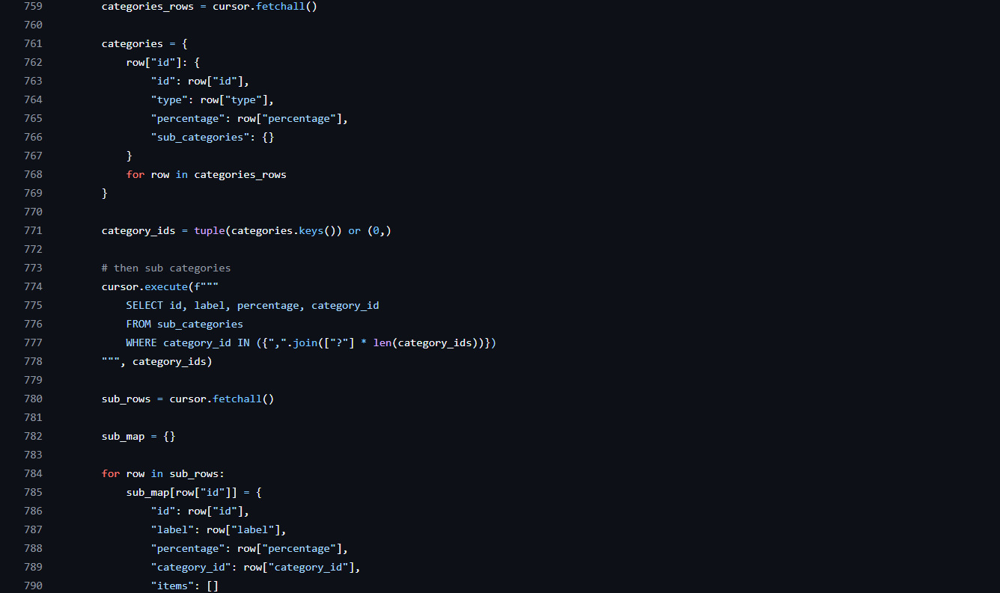 759 categories_rows = cursor.fetchall()
760
761 categories = {
762 row["id"]: {
763 "id": row["id"],
764 "type": row["type"],
765 "percentage": row["percentage"],
766 "sub_categories": {}
767 }
768 for row in categories_rows
769 }
770
771 category_ids = tuple(categories.keys()) or (0,)
772
773 # then sub categories
774 cursor.execute(f"""
775 SELECT id, label, percentage, category_id
776 FROM sub_categories
777 WHERE category_id IN ({",".join(["?"] * len(category_ids))})
778 """, category_ids)
779
780 sub_rows = cursor.fetchall()
781
782 sub_map = {}
783
784 for row in sub_rows:
785 sub_map[row["id"]] = {
786 "id": row["id"],
787 "label": row["label"],
788 "percentage": row["percentage"],
789 "category_id": row["category_id"],
790 "items": []